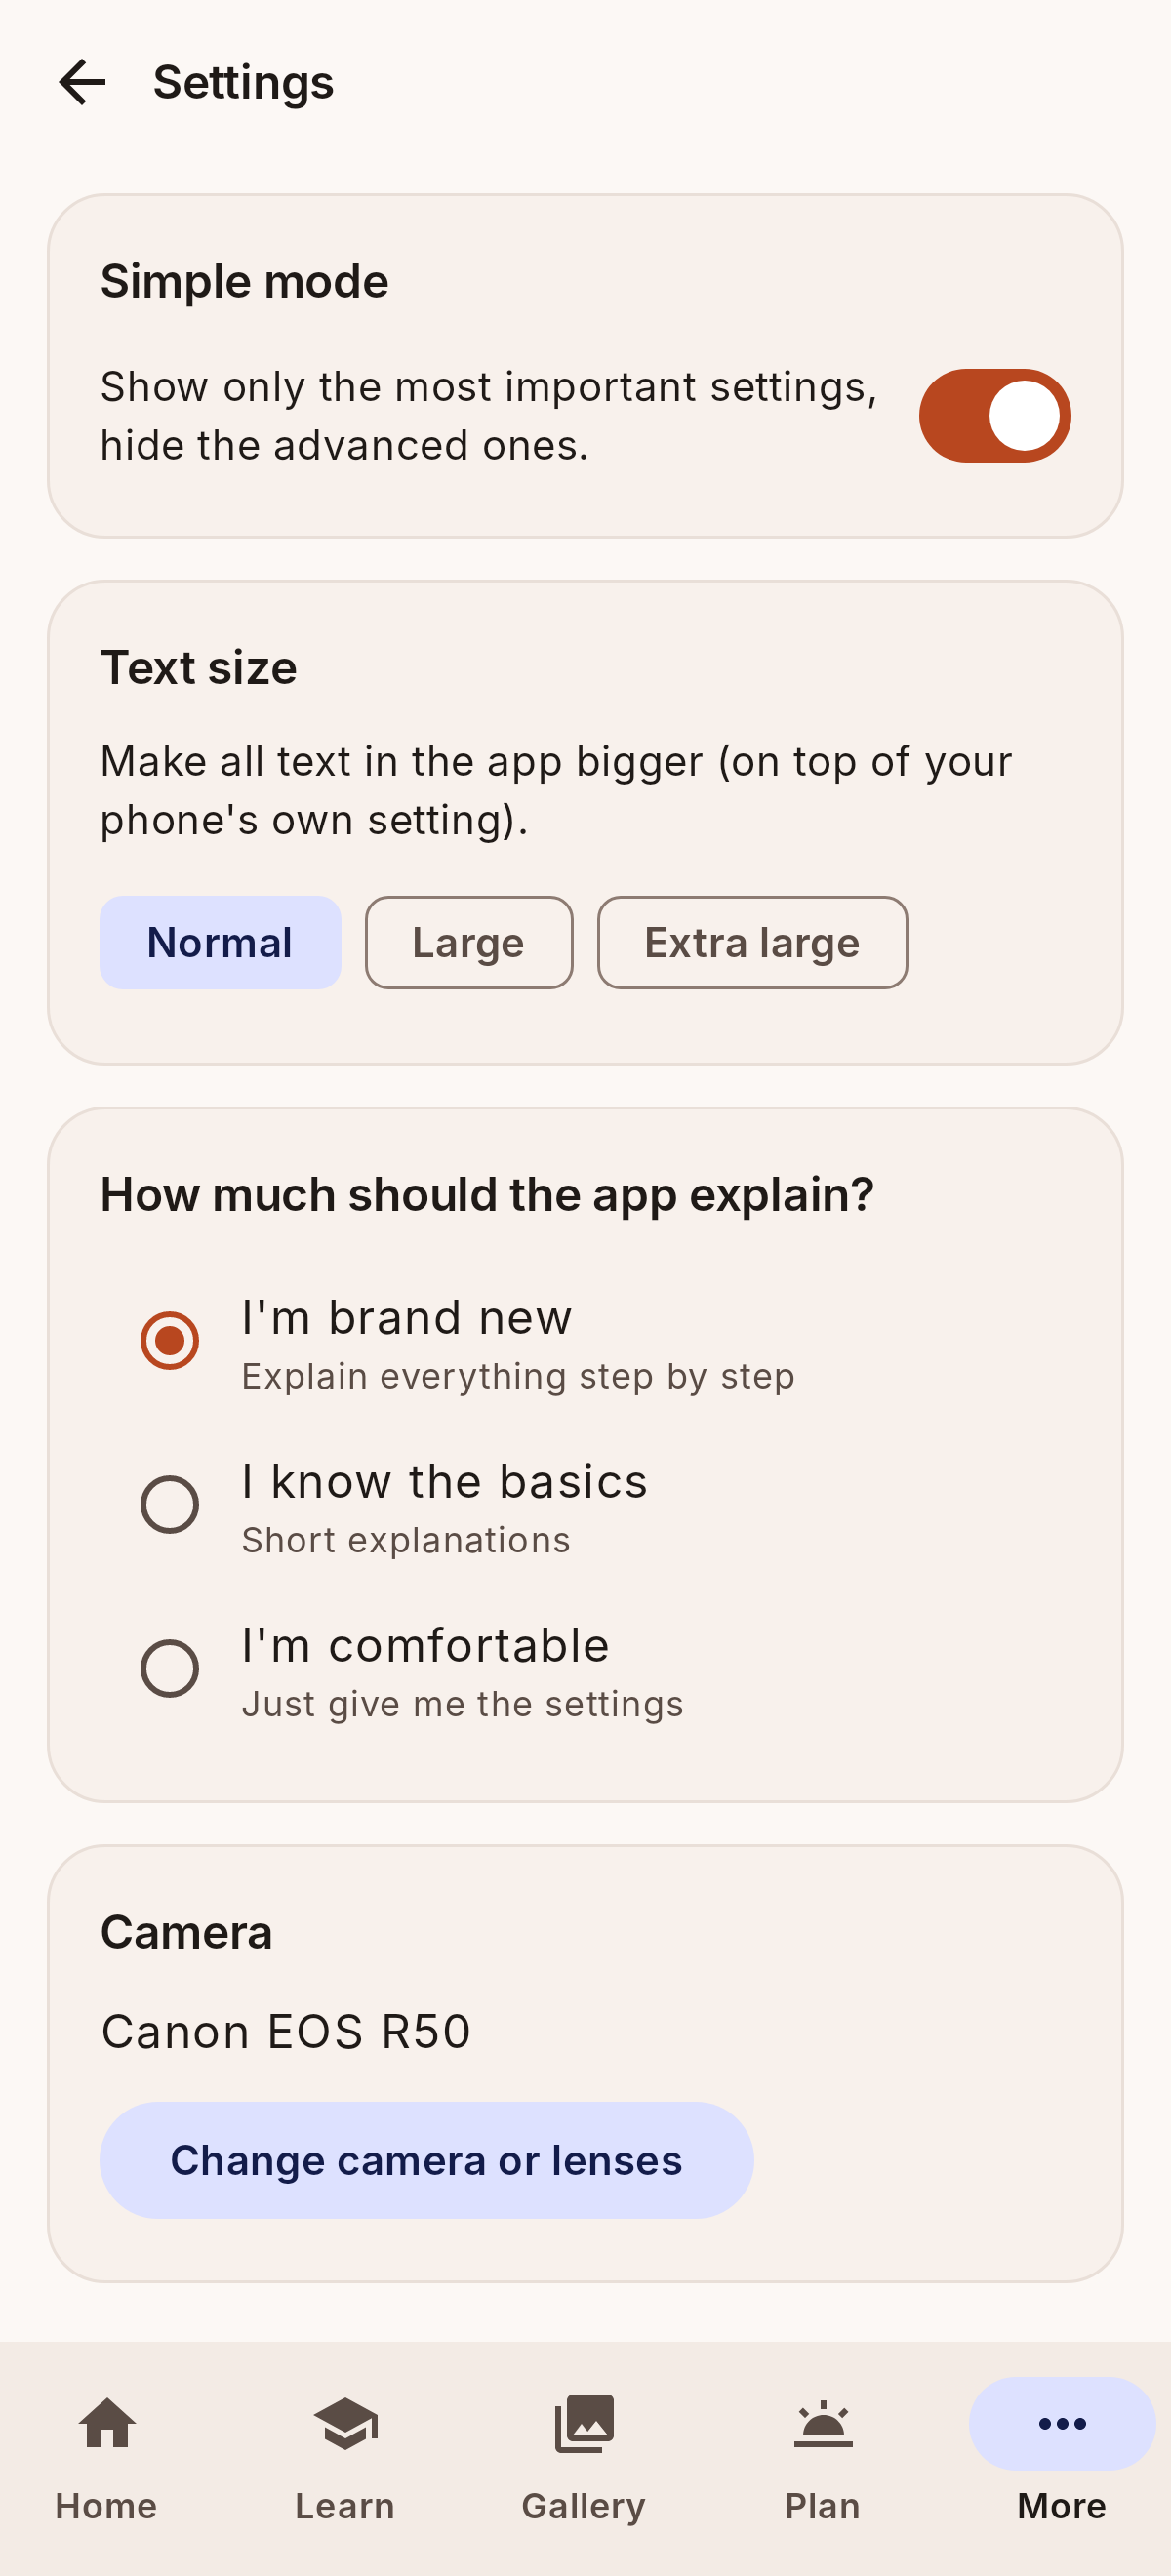 Settings
Simple mode
Show only the most important settings,
hide the advanced ones.
Text size
Make all text in the app bigger (on top of your
phone's own setting).
Normal Large Extra large
How much should the app explain?
I'm brand new
Explain everything step by step
I know the basics
Short explanations
I'm comfortable
Just give me the settings
Camera
Canon EOS R50
Change camera or lenses
Home Learn Gallery Plan More